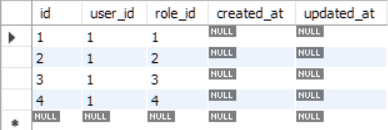 id user_id role_id created_at updated_at
1 1 1 NULL NULL
2 1 2 NULL NULL
3 1 3 NULL NULL
4 1 4 NULL NULL
NULL NULL NULL NULL NULL